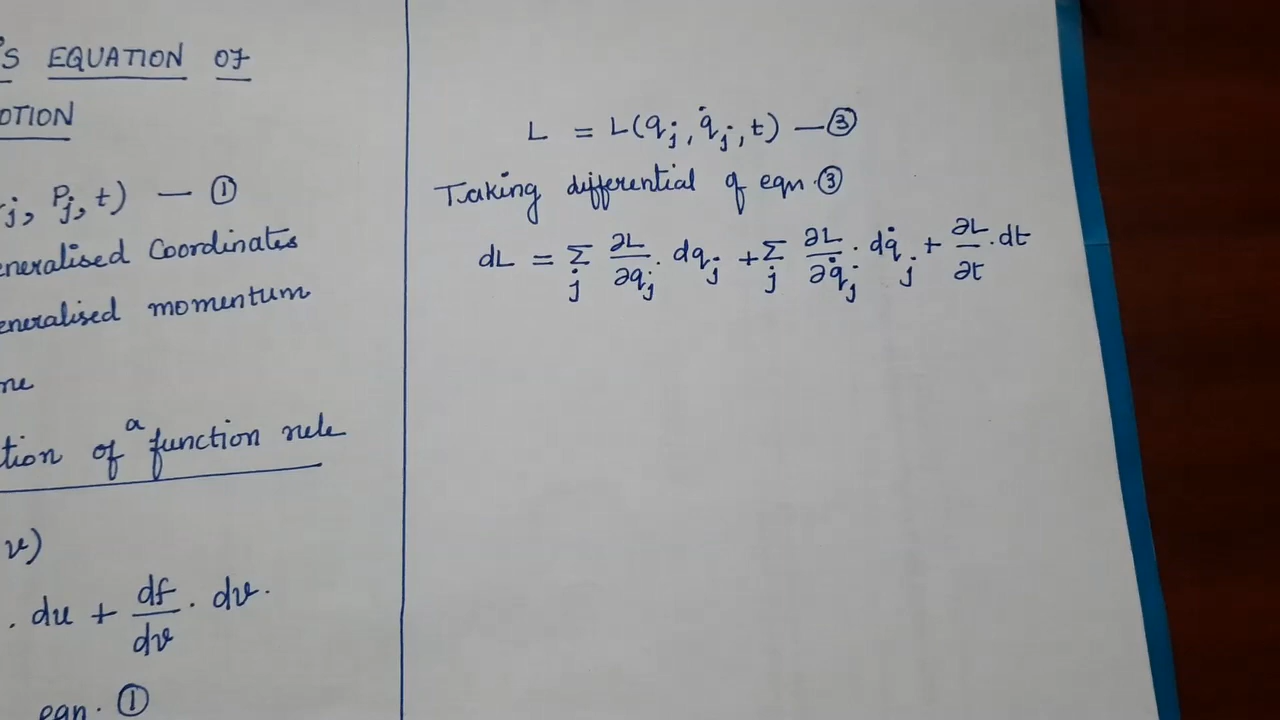 'S EQUATION OF
OTION
j, Pj, t) — ①
eneralised Coordinates
eneralised momentum
me
tion of a function rule
v)
. du + df/dv . dv.
eqn. ①
L = L(qj, q̇j, t) — ③
Taking differential of eqn. ③
dL = Σj ∂L/∂qj . dqj + Σj ∂L/∂q̇j . dq̇j + ∂L/∂t . dt